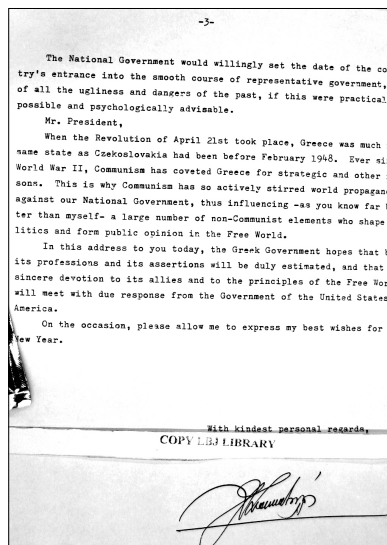 -3-
The National Government would willingly set the date of the co
try's entrance into the smooth course of representative government,
of all the ugliness and dangers of the past, if this were practical
possible and psychologically advisable.
Mr. President,
When the Revolution of April 21st took place, Greece was much
same state as Czekoslovakia had been before February 1948. Ever si
World War II, Communism has coveted Greece for strategic and other
sons. This is why Communism has so actively stirred world propagan
against our National Government, thus influencing -as you know far b
ter than myself- a large number of non-Communist elements who shape
litics and form public opinion in the Free World.
In this address to you today, the Greek Government hopes that b
its professions and its assertions will be duly estimated, and that
sincere devotion to its allies and to the principles of the Free Wor
will meet with due response from the Government of the United States
America.
On the occasion, please allow me to express my best wishes for
New Year.
With kindest personal regards,
COPY LBJ LIBRARY